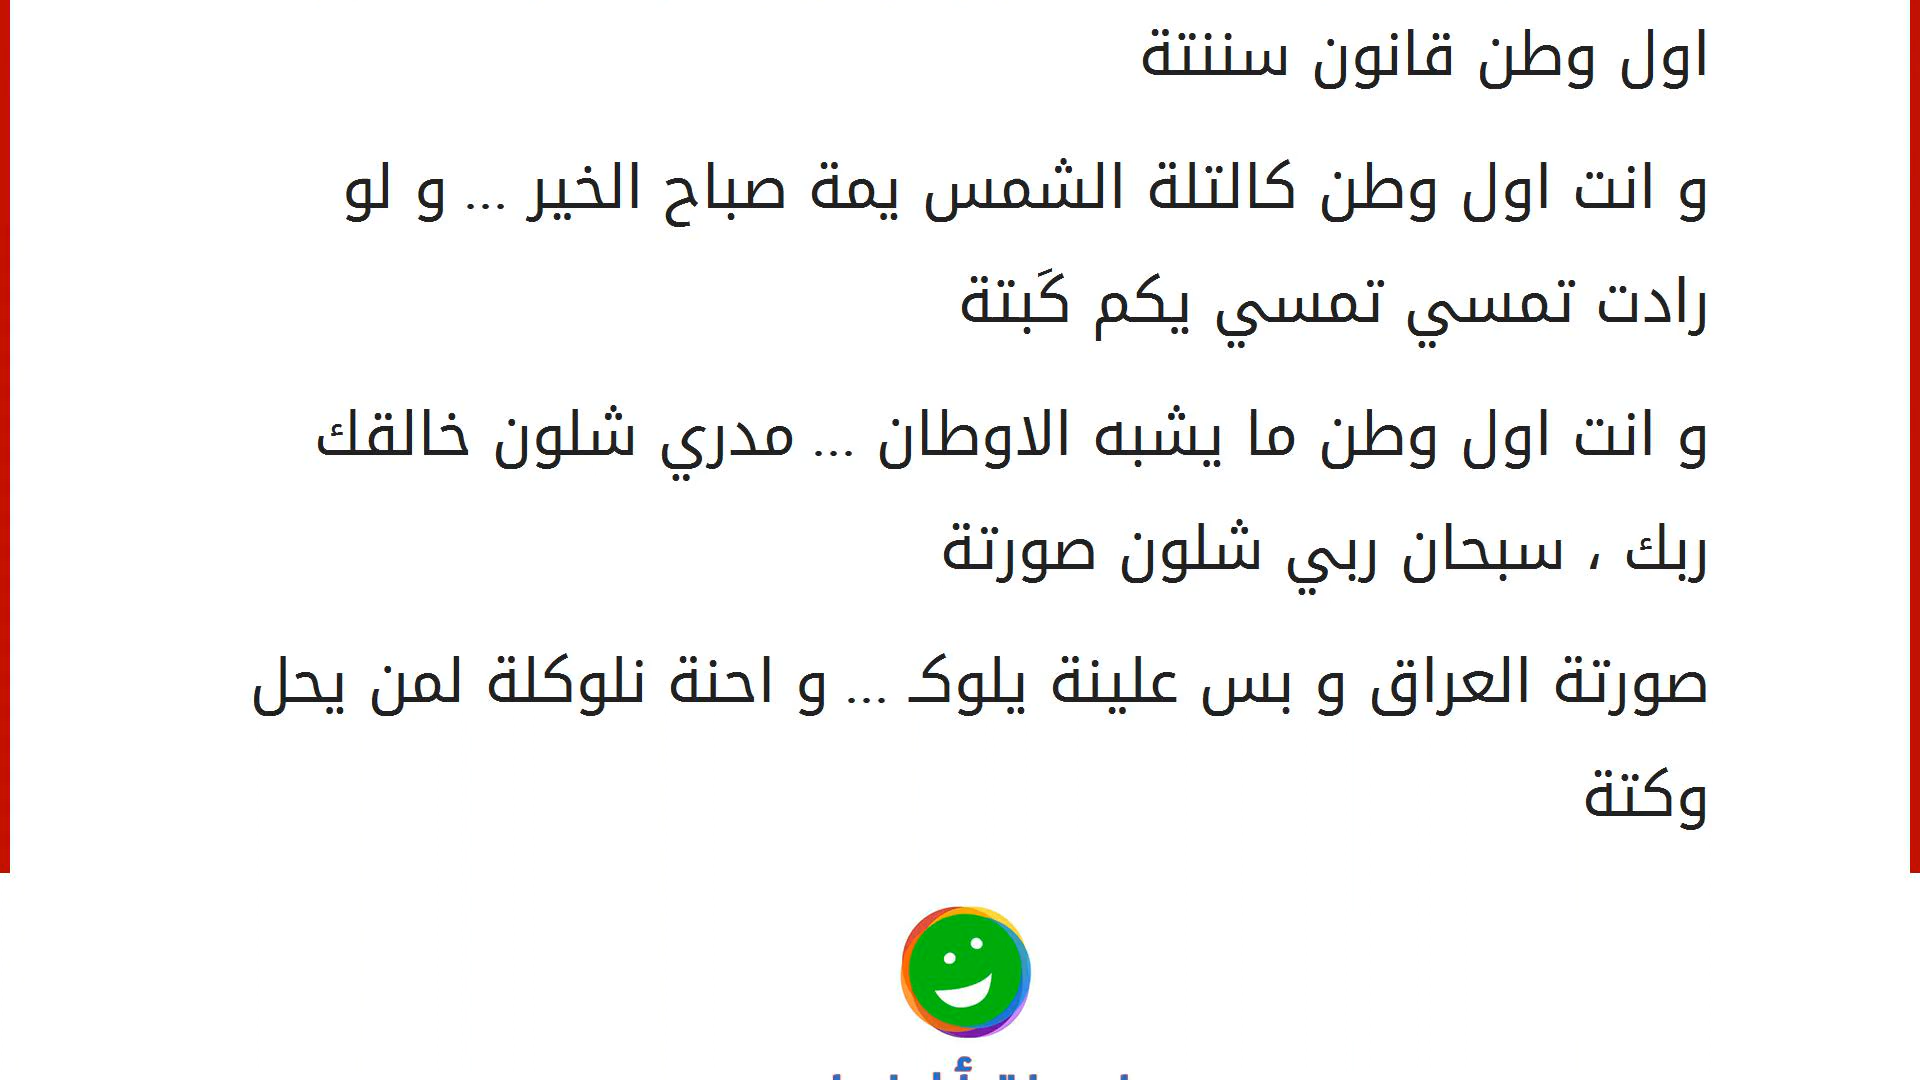 اول وطن قانون سننتة
و انت اول وطن كالتلة الشمس يمة صباح الخير ... و لو
رادت تمسي تمسي يكم كَبتة
و انت اول وطن ما يشبه الاوطان ... مدري شلون خالقك
ربك ، سبحان ربي شلون صورتة
صورتة العراق و بس علينة يلوكـ ... و احنة نلوكلة لمن يحل
وكتة